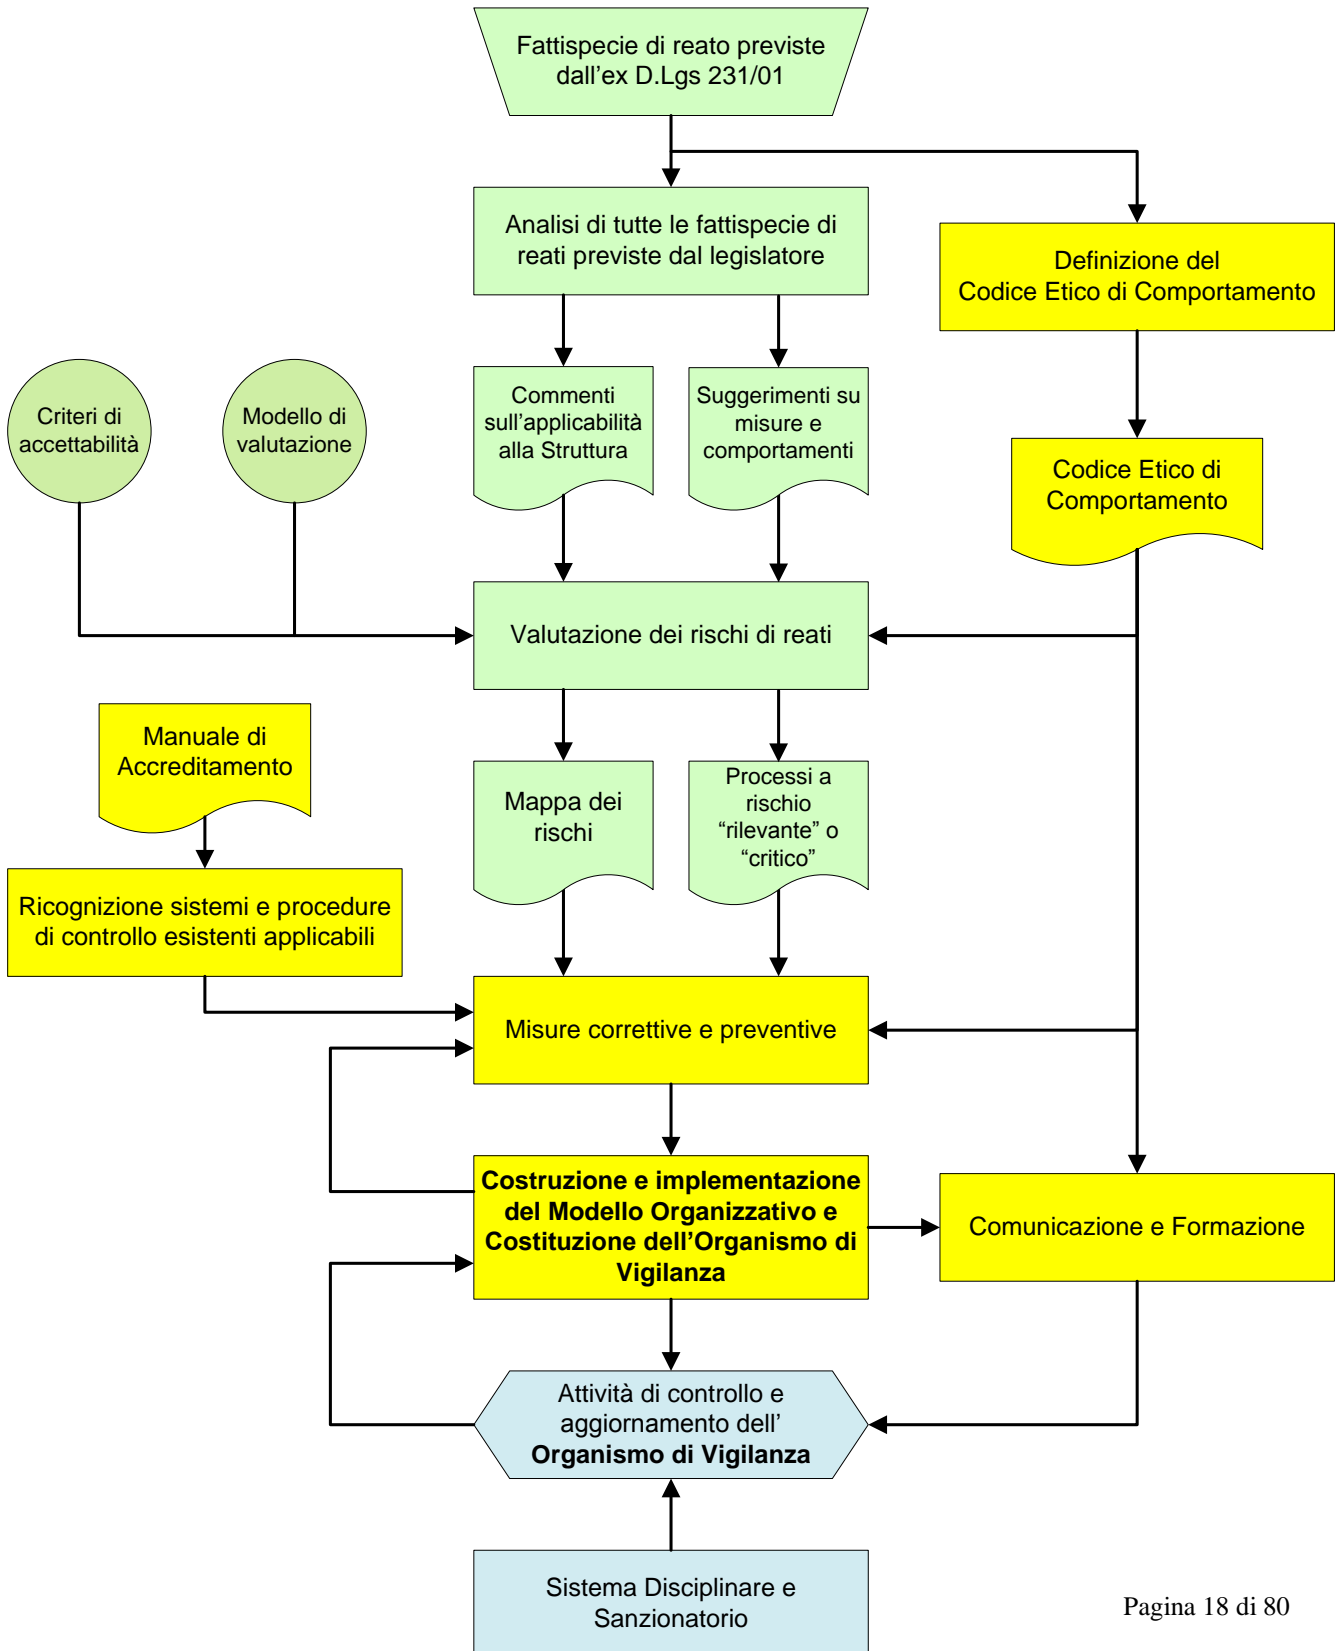 Fattispecie di reato previste
dall'ex D.Lgs 231/01
Analisi di tutte le fattispecie di
reati previste dal legislatore
Definizione del
Codice Etico di Comportamento
Criteri di
accettabilità
Modello di
valutazione
Commenti
sull'applicabilità
alla Struttura
Suggerimenti su
misure e
comportamenti
Codice Etico di
Comportamento
Valutazione dei rischi di reati
Manuale di
Accreditamento
Mappa dei
rischi
Processi a
rischio
“rilevante” o
“critico”
Ricognizione sistemi e procedure
di controllo esistenti applicabili
Misure correttive e preventive
Costruzione e implementazione
del Modello Organizzativo e
Costituzione dell'Organismo di
Vigilanza
Comunicazione e Formazione
Attività di controllo e
aggiornamento dell'
Organismo di Vigilanza
Sistema Disciplinare e
Sanzionatorio
Pagina 18 di 80